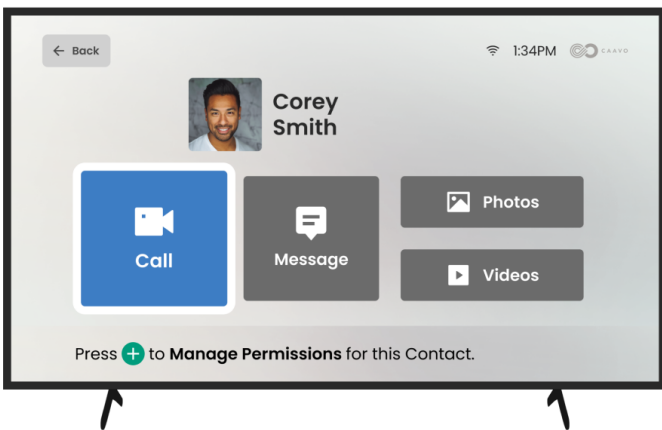 Back
1:34PM
CAAVO
Corey
Smith
Call
Message
Photos
Videos
Press + to Manage Permissions for this Contact.